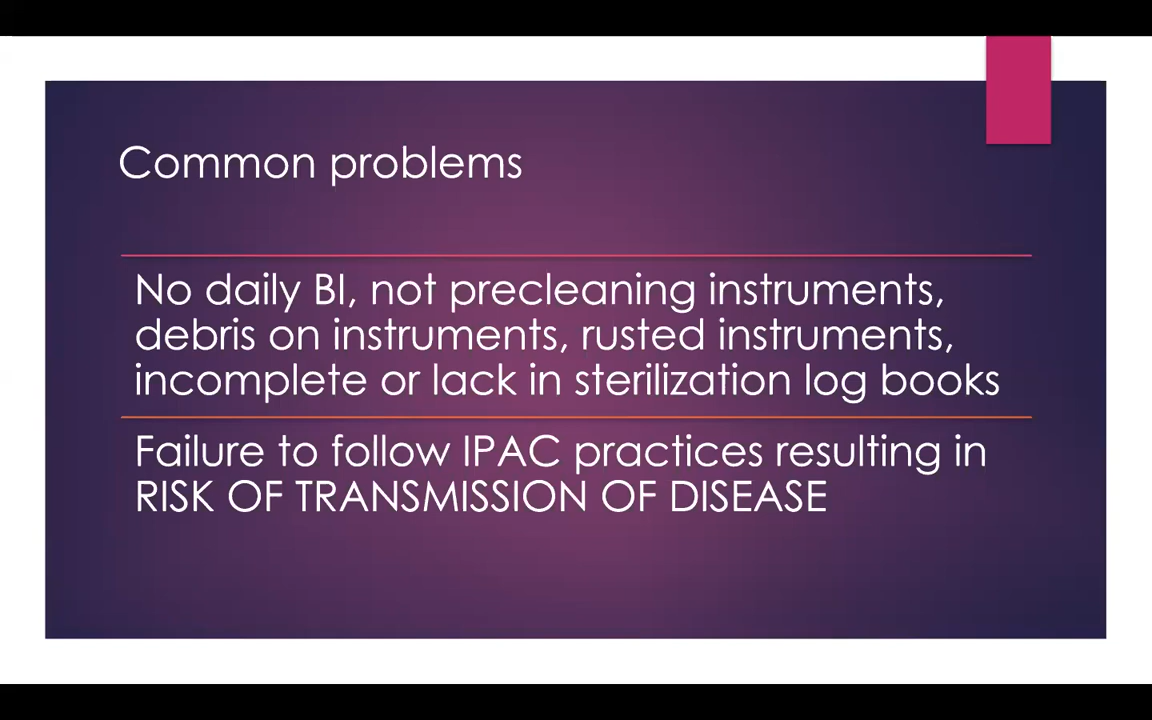 Common problems
No daily BI, not precleaning instruments,
debris on instruments, rusted instruments,
incomplete or lack in sterilization log books
Failure to follow IPAC practices resulting in
RISK OF TRANSMISSION OF DISEASE